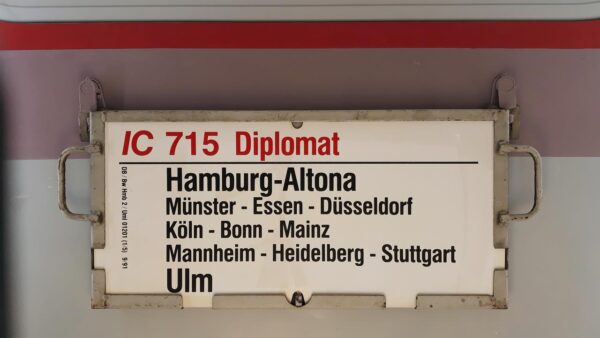 IC 715 Diplomat
Hamburg-Altona
Münster - Essen - Düsseldorf
Köln - Bonn - Mainz
Mannheim - Heidelberg - Stuttgart
Ulm